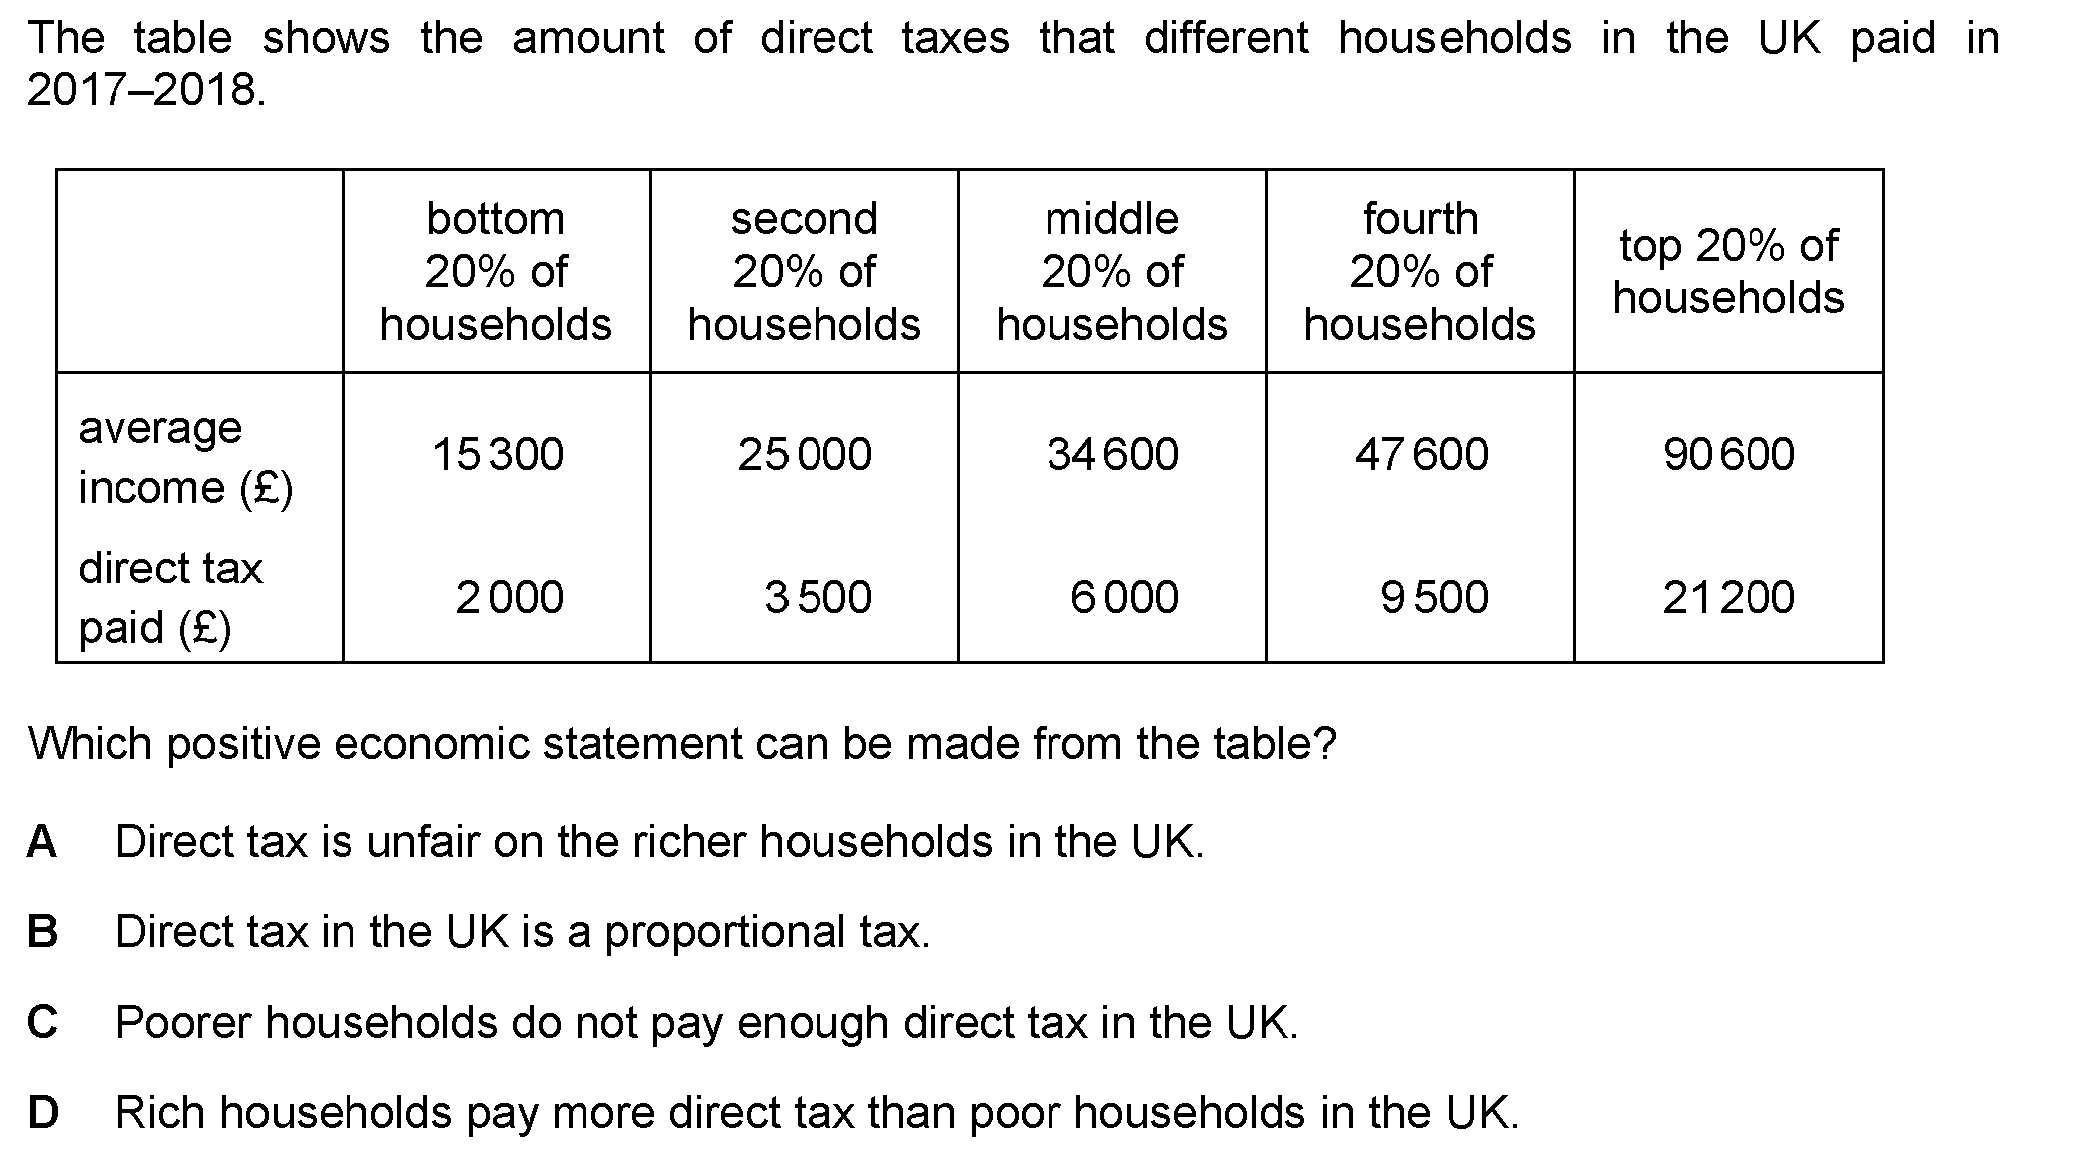 The table shows the amount of direct taxes that different households in the UK paid in
2017–2018.
bottom 20% of households
second 20% of households
middle 20% of households
fourth 20% of households
top 20% of households
average income (£) 15 300 25 000 34 600 47 600 90 600
direct tax paid (£) 2 000 3 500 6 000 9 500 21 200
Which positive economic statement can be made from the table?
A Direct tax is unfair on the richer households in the UK.
B Direct tax in the UK is a proportional tax.
C Poorer households do not pay enough direct tax in the UK.
D Rich households pay more direct tax than poor households in the UK.